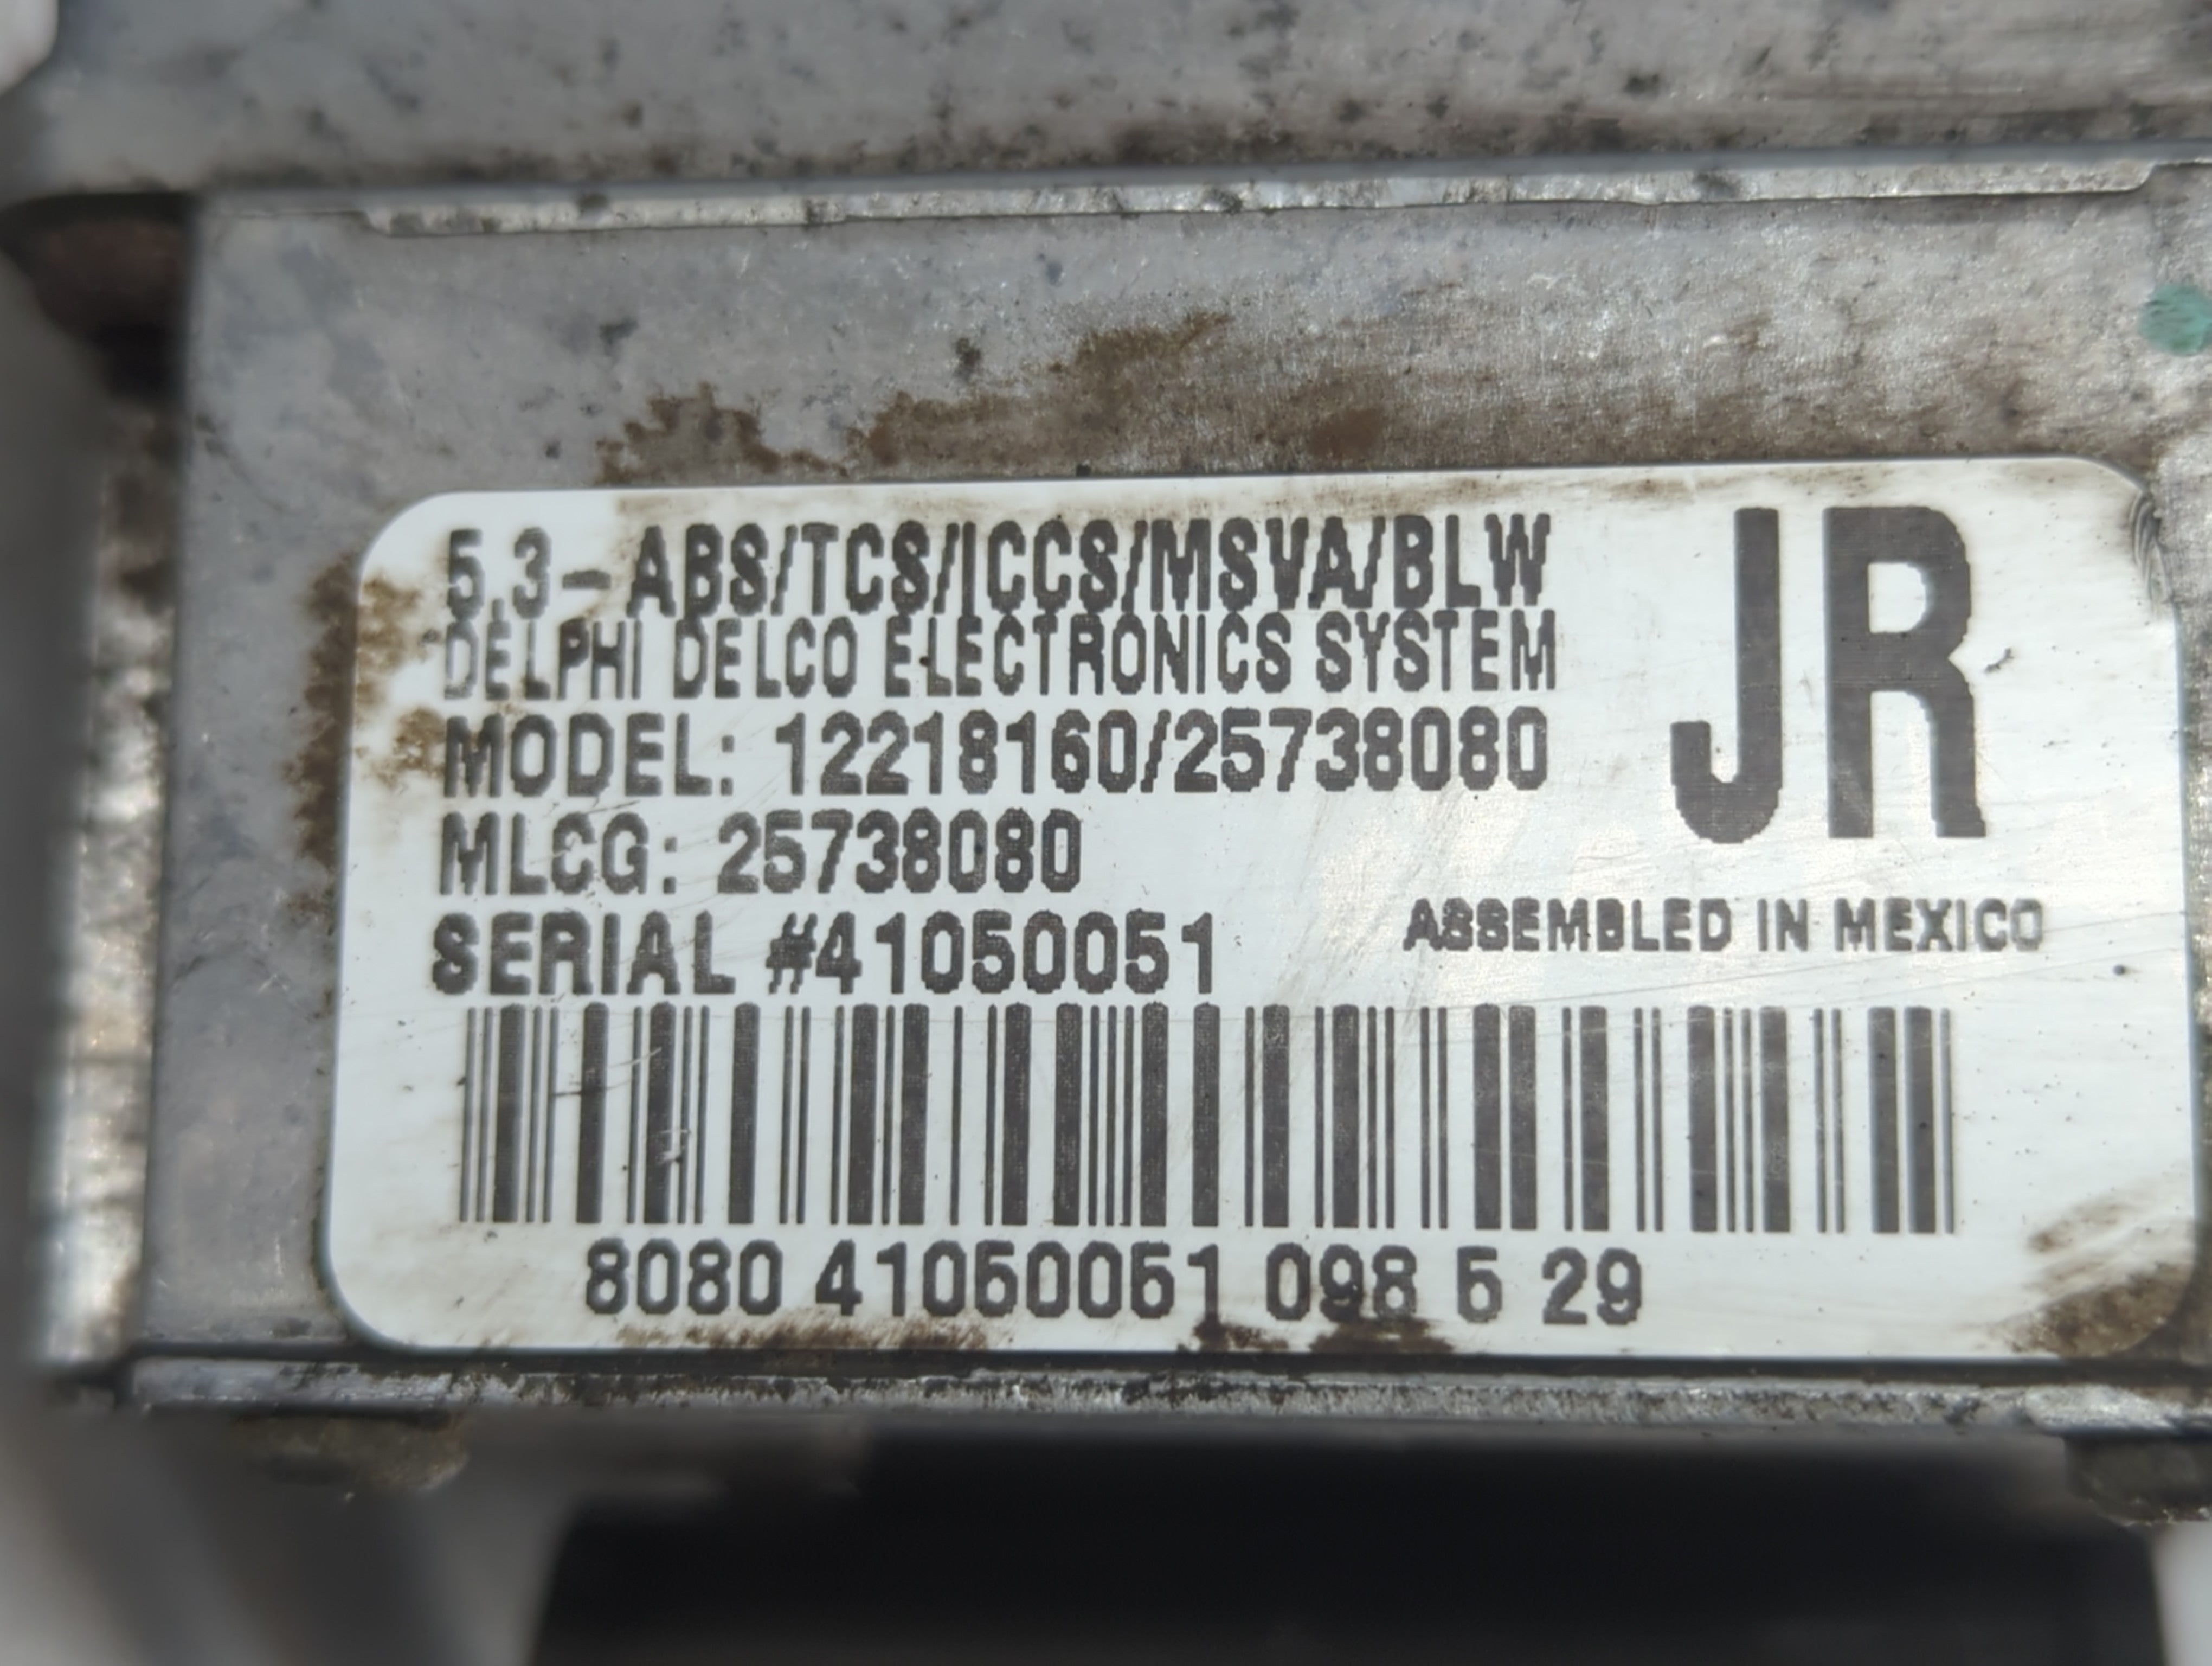 5.3-ABS/TCS/ICCS/MSVA/BLW
DELPHI DELCO ELECTRONICS SYSTEM
JR
MODEL: 12218160/25738080
MLCG: 25738080
SERIAL #41050051
ASSEMBLED IN MEXICO
8080 41050051 098 5 29